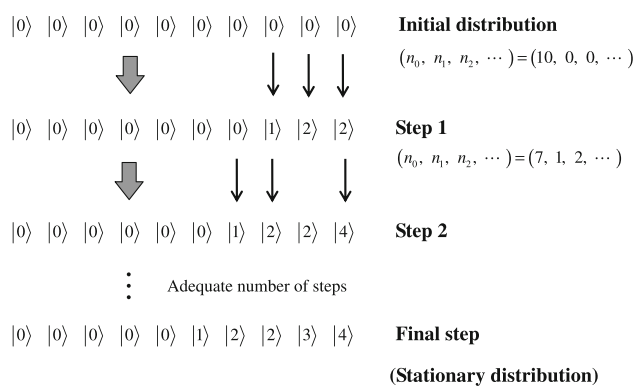 |0⟩ |0⟩ |0⟩ |0⟩ |0⟩ |0⟩ |0⟩ |0⟩ |0⟩ |0⟩ Initial distribution
(n₀, n₁, n₂, ⋯) = (10, 0, 0, ⋯)
|0⟩ |0⟩ |0⟩ |0⟩ |0⟩ |0⟩ |0⟩ |1⟩ |2⟩ |2⟩ Step 1
(n₀, n₁, n₂, ⋯) = (7, 1, 2, ⋯)
|0⟩ |0⟩ |0⟩ |0⟩ |0⟩ |0⟩ |1⟩ |2⟩ |2⟩ |4⟩ Step 2
⋮ Adequate number of steps
|0⟩ |0⟩ |0⟩ |0⟩ |0⟩ |1⟩ |2⟩ |2⟩ |3⟩ |4⟩ Final step
(Stationary distribution)